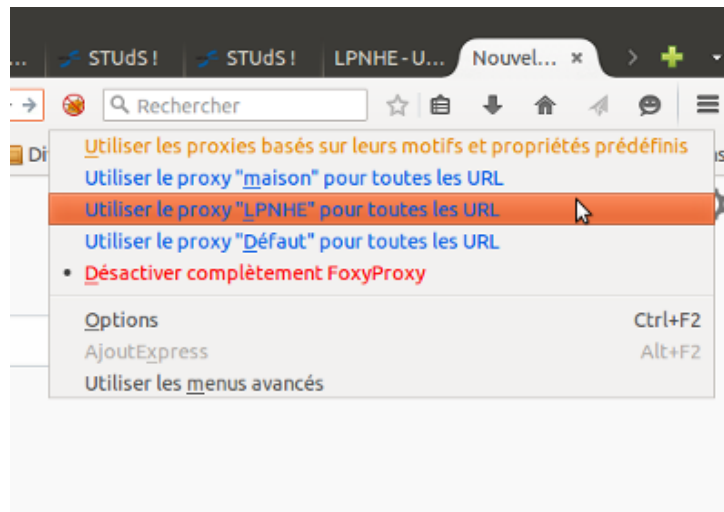 ... STUdS ! STUdS ! LPNHE - U... Nouvel...
Rechercher
Di
Utiliser les proxies basés sur leurs motifs et propriétés prédéfinis
Utiliser le proxy "maison" pour toutes les URL
Utiliser le proxy "LPNHE" pour toutes les URL
Utiliser le proxy "Défaut" pour toutes les URL
Désactiver complètement FoxyProxy
Options Ctrl+F2
AjoutExpress Alt+F2
Utiliser les menus avancés